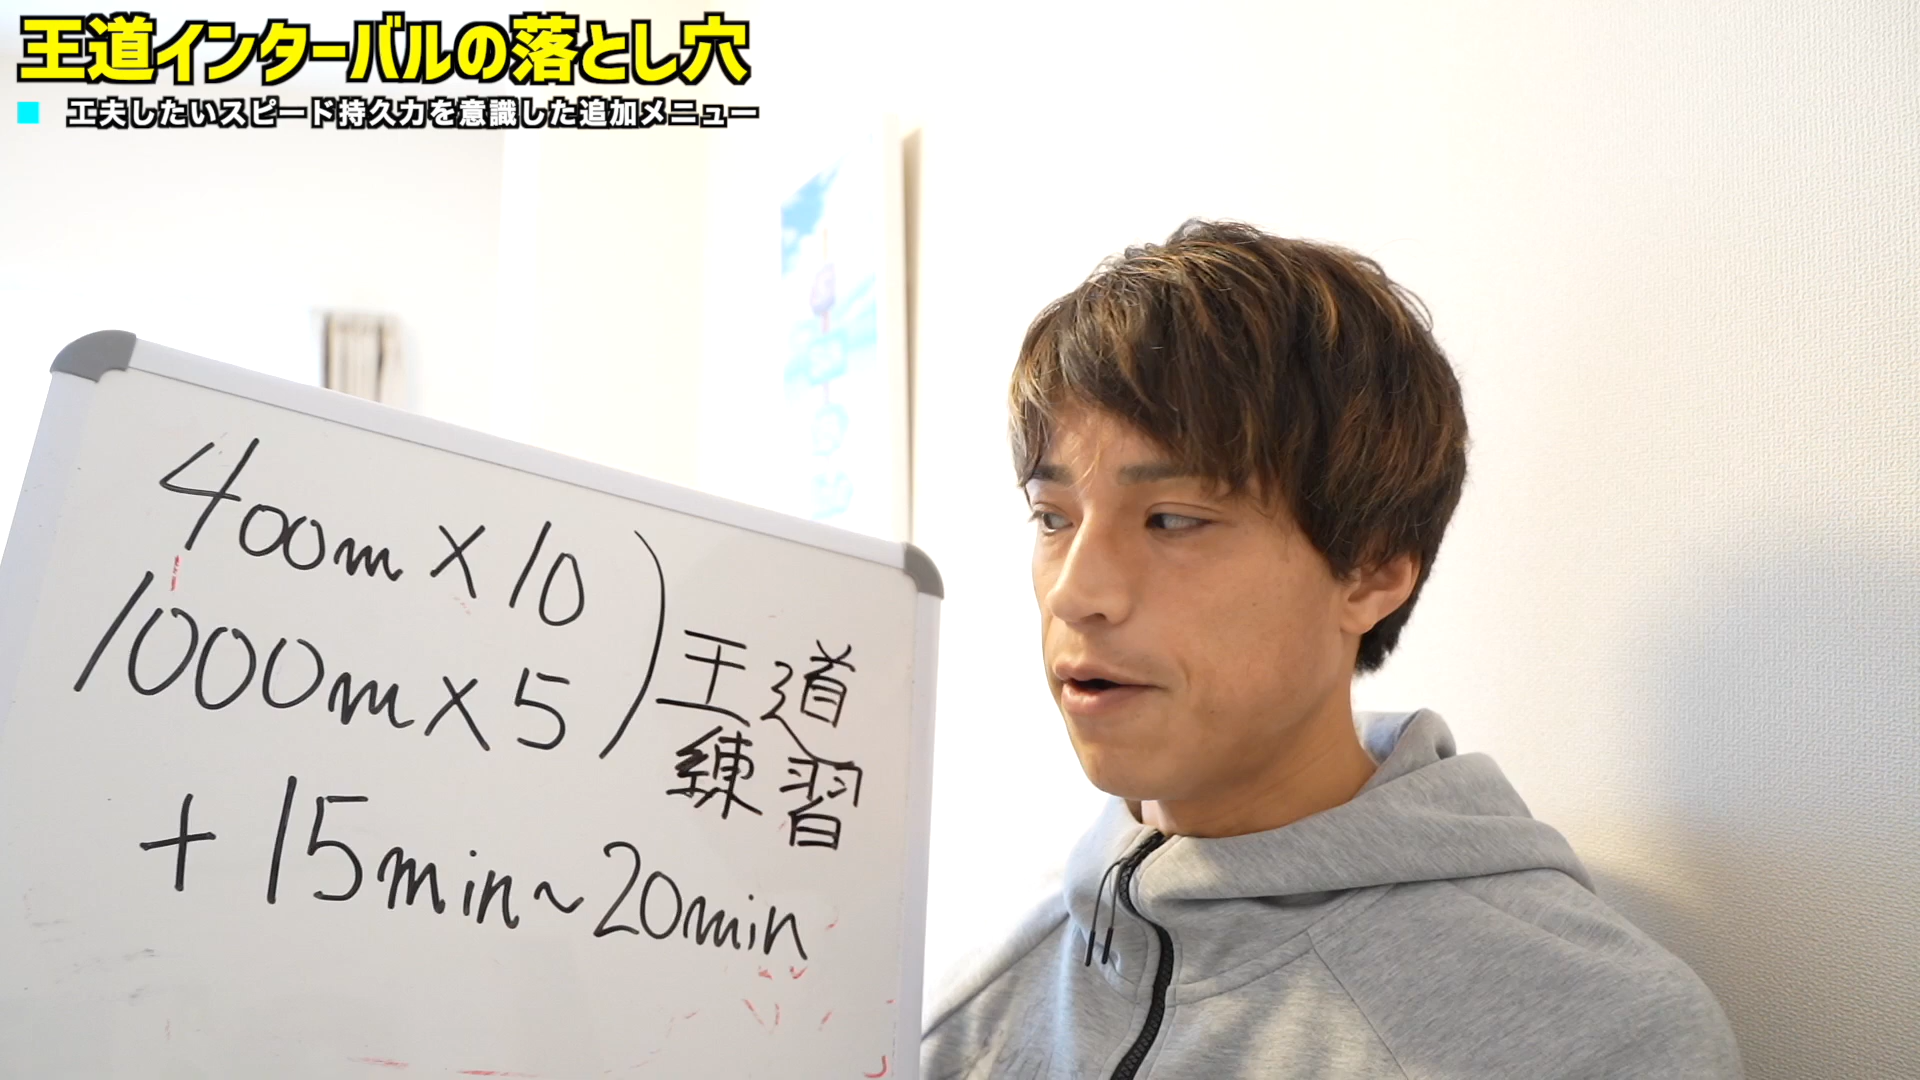 王道インターバルの落とし穴
工夫したいスピード持久力を意識した追加メニュー
400m×10
1000m×5
王道
練習
+15min~20min